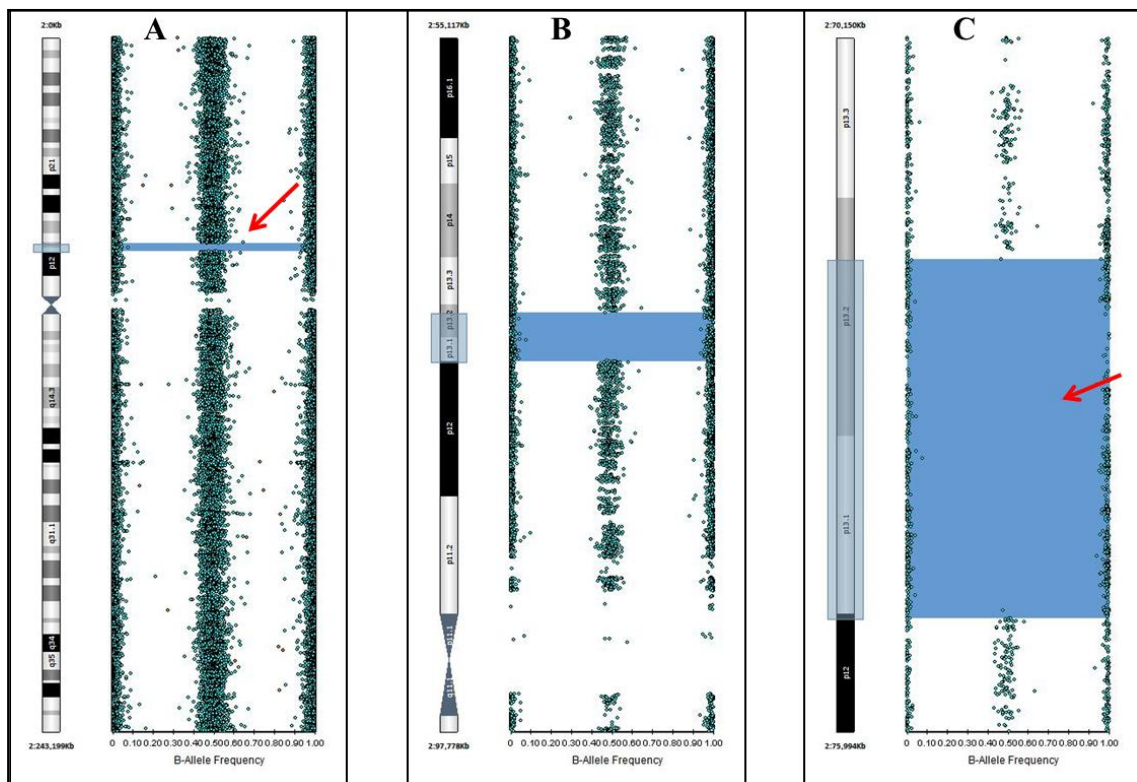 A
2:0Kb
p21
p12
q14.3
q31.1
q34
q35
2:243,199Kb
0 0.10 0.20 0.30 0.40 0.50 0.60 0.70 0.80 0.90 1.00
B-Allele Frequency
B
2:55,117Kb
p16.1
p15
p14
p13.3
p13.2
p13.1
p12
p11.2
p11.1
2:97,778Kb
0 0.10 0.20 0.30 0.40 0.50 0.60 0.70 0.80 0.90 1.00
B-Allele Frequency
C
2:70,150Kb
p13.3
p13.2
p13.1
p12
2:75,994Kb
0 0.10 0.20 0.30 0.40 0.50 0.60 0.70 0.80 0.90 1.00
B-Allele Frequency